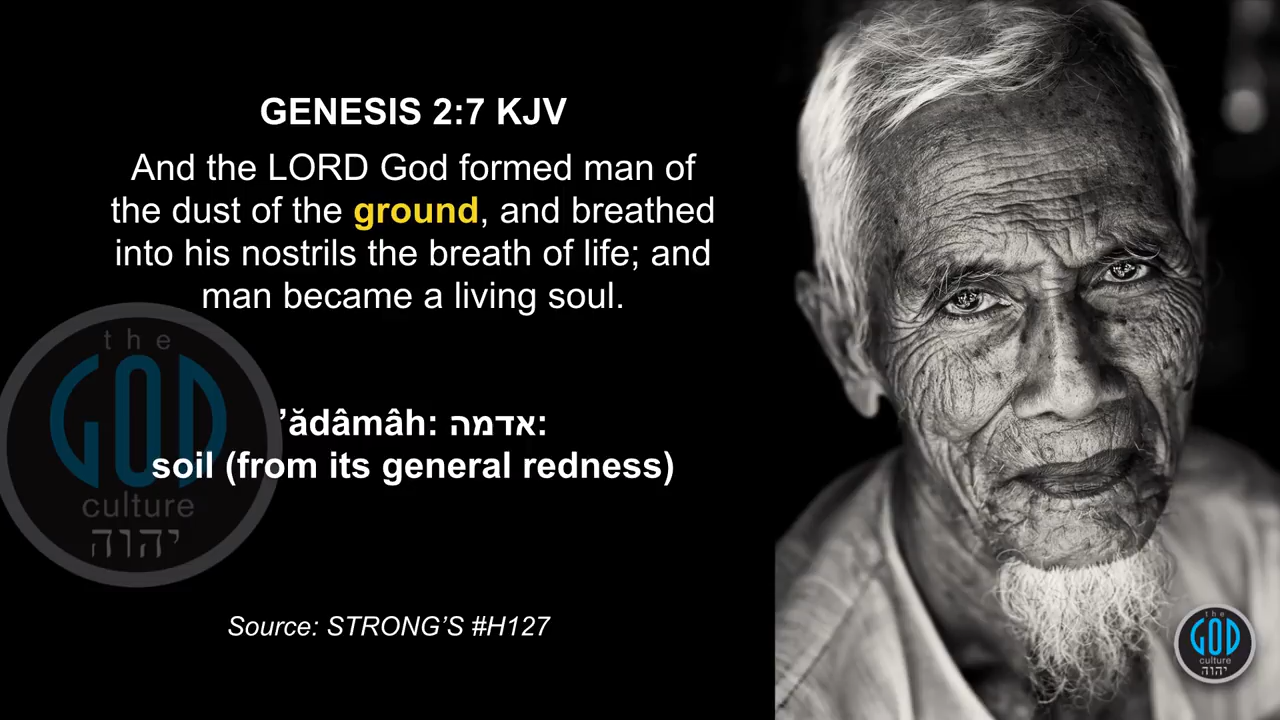 GENESIS 2:7 KJV
And the LORD God formed man of
the dust of the ground, and breathed
into his nostrils the breath of life; and
man became a living soul.
the
GOD
culture
יהוה
’ădâmâh: אדמה:
soil (from its general redness)
Source: STRONG’S #H127
the
GOD
culture
יהוה